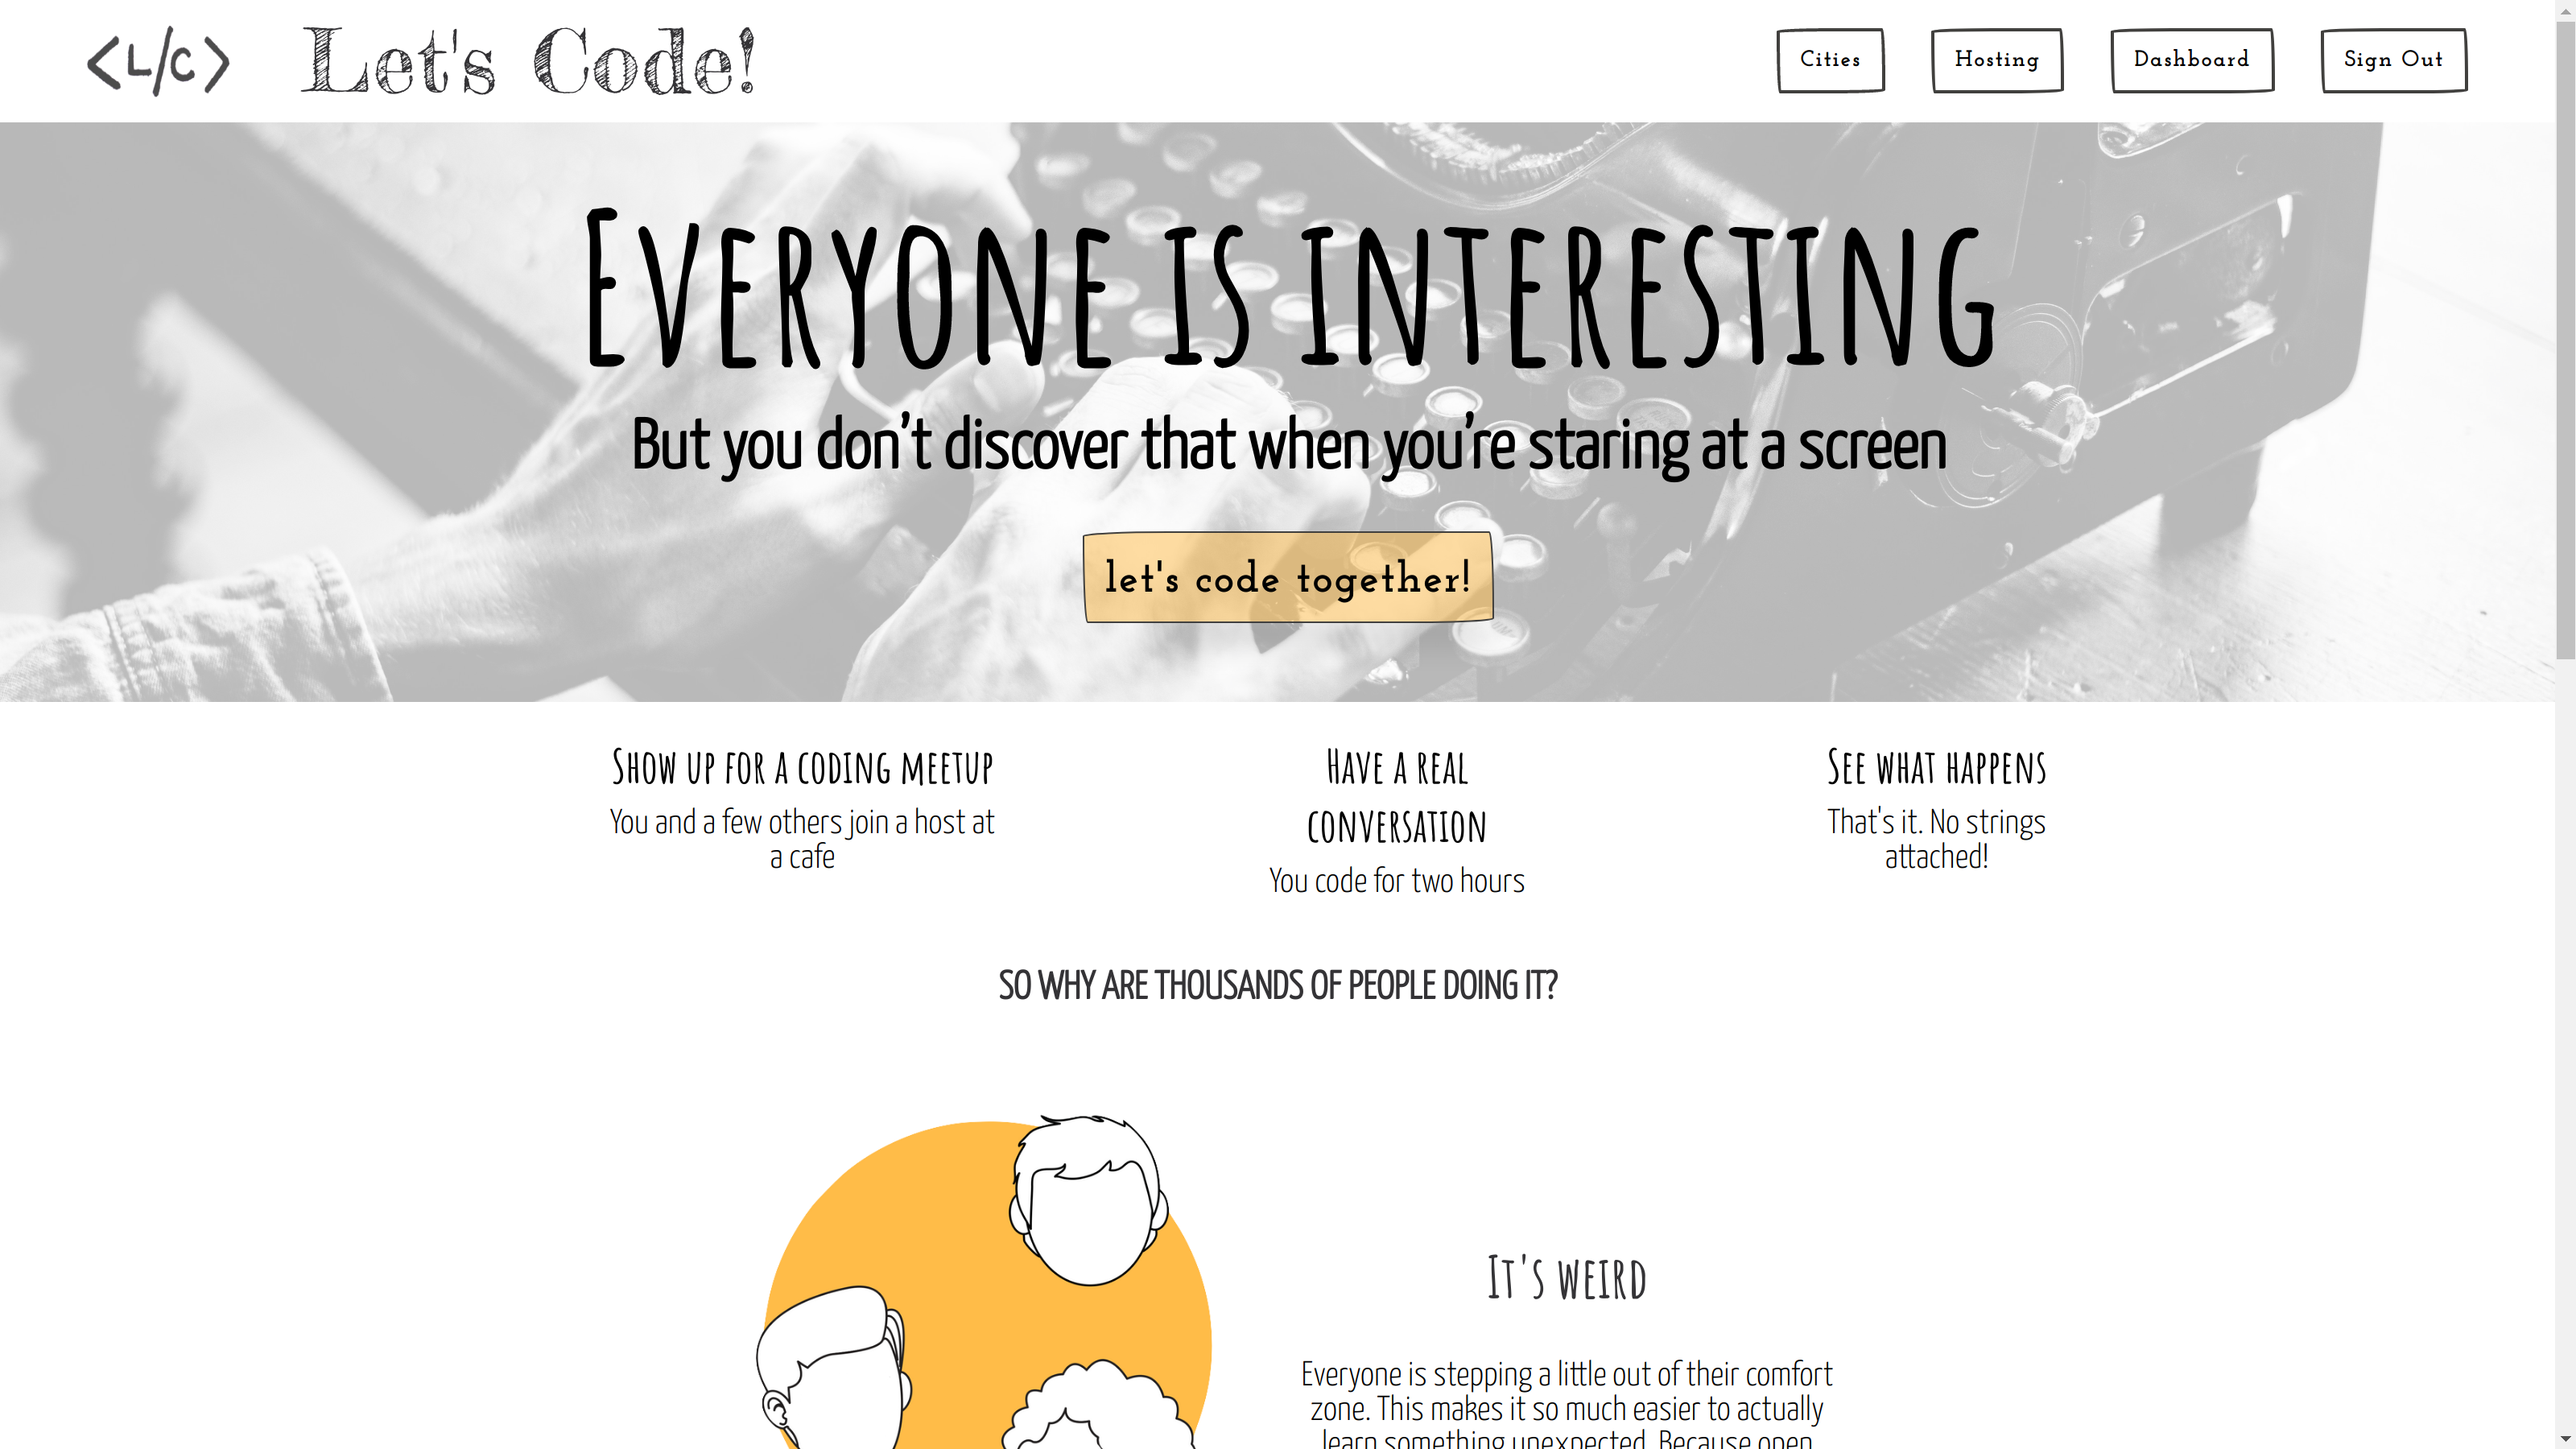 <L/C> Let's Code!
Cities Hosting Dashboard Sign Out
Everyone is interesting
But you don’t discover that when you’re staring at a screen
let's code together!
Show up for a coding meetup
You and a few others join a host at
a cafe
Have a real
conversation
You code for two hours
See what happens
That's it. No strings
attached!
SO WHY ARE THOUSANDS OF PEOPLE DOING IT?
It's weird
Everyone is stepping a little out of their comfort
zone. This makes it so much easier to actually
learn something unexpected. Because open